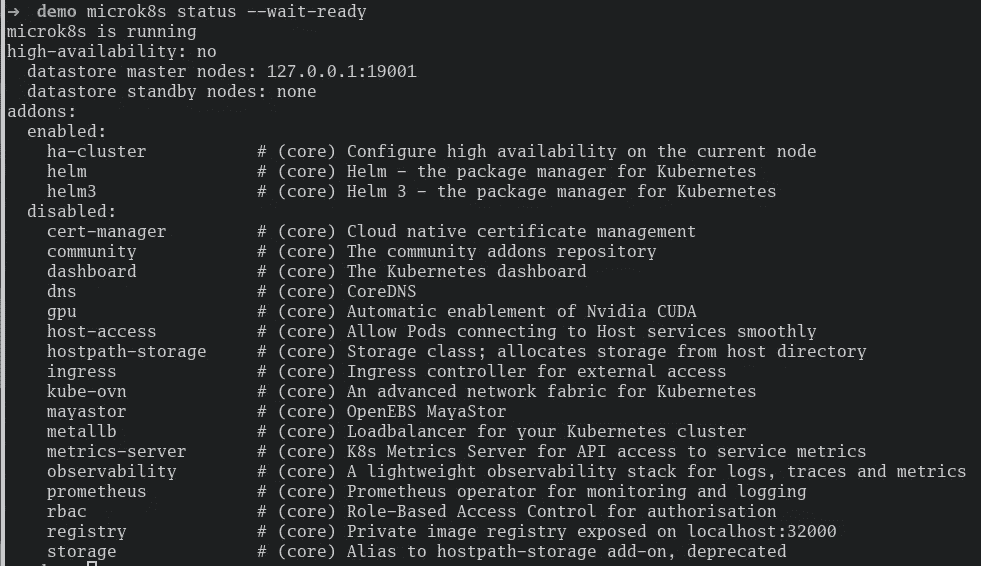 →  demo microk8s status --wait-ready
microk8s is running
high-availability: no
  datastore master nodes: 127.0.0.1:19001
  datastore standby nodes: none
addons:
  enabled:
    ha-cluster           # (core) Configure high availability on the current node
    helm                 # (core) Helm - the package manager for Kubernetes
    helm3                # (core) Helm 3 - the package manager for Kubernetes
  disabled:
    cert-manager         # (core) Cloud native certificate management
    community            # (core) The community addons repository
    dashboard            # (core) The Kubernetes dashboard
    dns                  # (core) CoreDNS
    gpu                  # (core) Automatic enablement of Nvidia CUDA
    host-access          # (core) Allow Pods connecting to Host services smoothly
    hostpath-storage     # (core) Storage class; allocates storage from host directory
    ingress              # (core) Ingress controller for external access
    kube-ovn             # (core) An advanced network fabric for Kubernetes
    mayastor             # (core) OpenEBS MayaStor
    metallb              # (core) Loadbalancer for your Kubernetes cluster
    metrics-server       # (core) K8s Metrics Server for API access to service metrics
    observability        # (core) A lightweight observability stack for logs, traces and metrics
    prometheus           # (core) Prometheus operator for monitoring and logging
    rbac                 # (core) Role-Based Access Control for authorisation
    registry             # (core) Private image registry exposed on localhost:32000
    storage              # (core) Alias to hostpath-storage add-on, deprecated